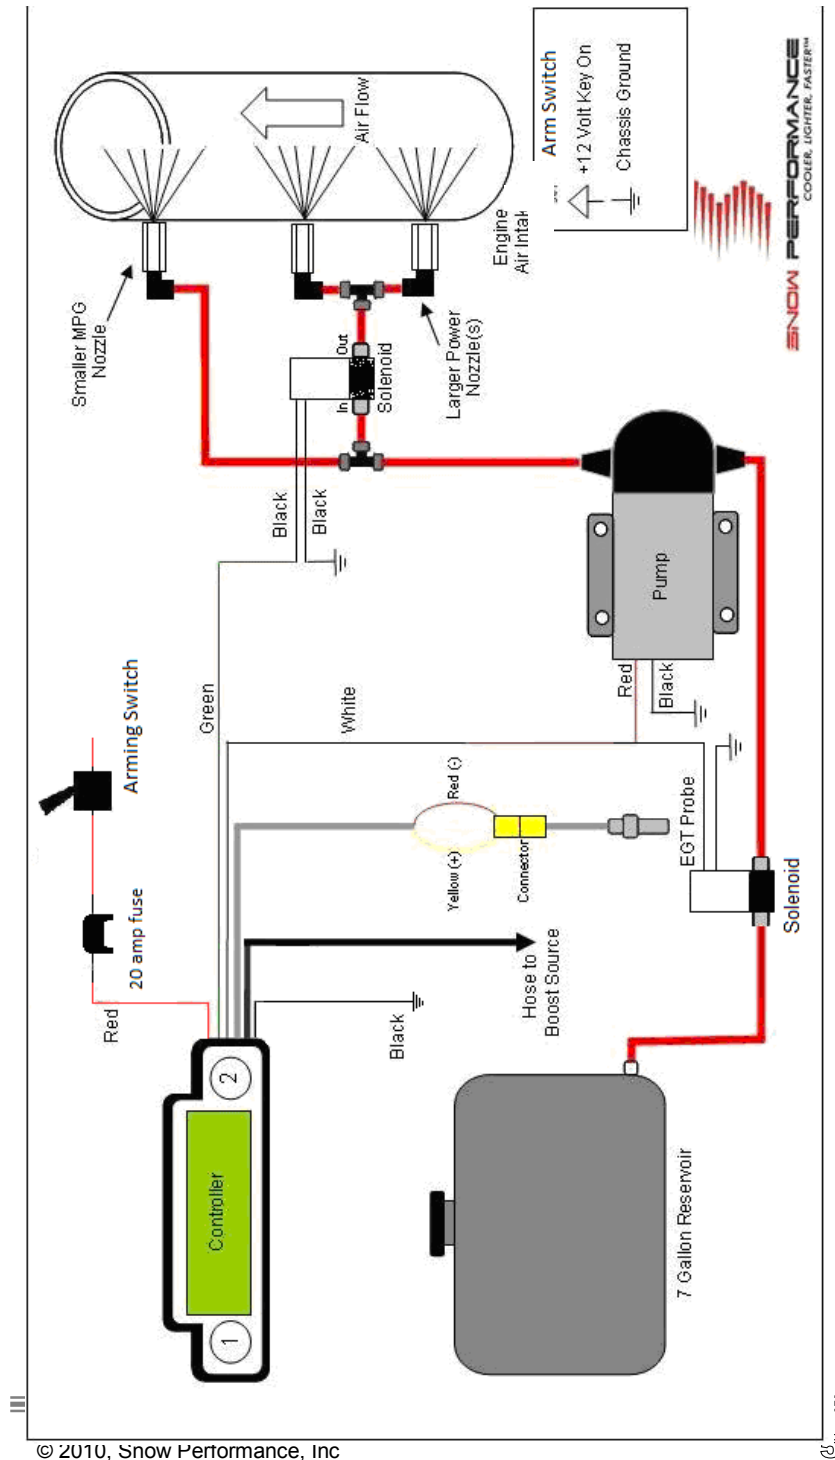 Smaller MPG
Nozzle
Air Flow
Engine
Air Intak
Larger Power
Nozzle(s)
Out
In
Solenoid
Arm Switch
+12 Volt Key On
Chassis Ground
SNOW PERFORMANCE
COOLER, LIGHTER, FASTER™
Black
Black
Arming Switch
20 amp fuse
Red
Green
White
Red
Black
Pump
Yellow (+)
Red (-)
Connector
EGT Probe
Solenoid
Hose to
Boost Source
Black
1
Controller
2
7 Gallon Reservoir
© 2010, Snow Performance, Inc